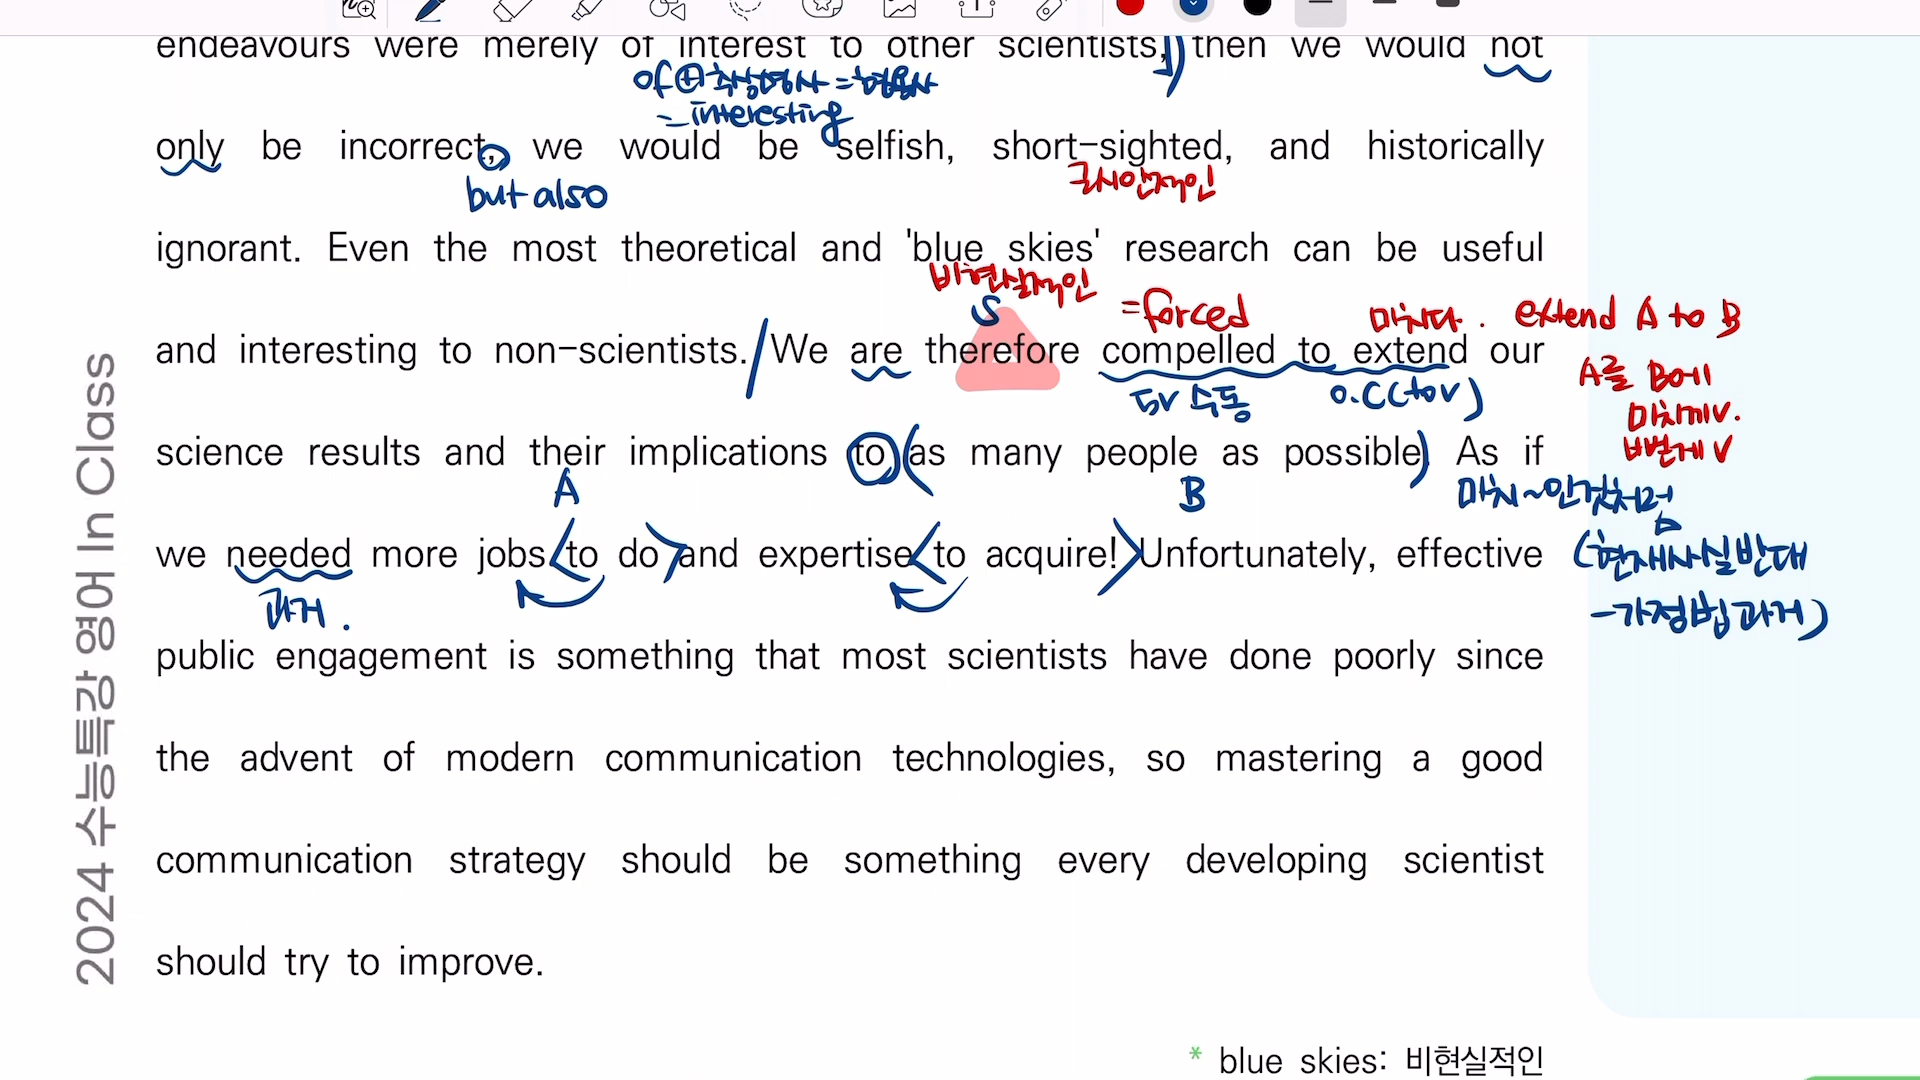 endeavours were merely of interest to other scientists, then we would not
of + 추상명사 = 형용사
= interesting
only be incorrect, we would be selfish, short-sighted, and historically
but also
근시안적인
ignorant. Even the most theoretical and 'blue skies' research can be useful
비현실적인
S
= forced
미치다. extend A to B
and interesting to non-scientists. We are therefore compelled to extend our
A를 B에
미치게 V.
뻗게 V
5V 수동
O.C(to V)
science results and their implications to as many people as possible. As if
A
B
마치 ~인것처럼
we needed more jobs to do and expertise to acquire! Unfortunately, effective
(현재사실반대
-가정법과거)
과거.
public engagement is something that most scientists have done poorly since
the advent of modern communication technologies, so mastering a good
communication strategy should be something every developing scientist
should try to improve.
* blue skies: 비현실적인
2024 수능특강 영어 In Class